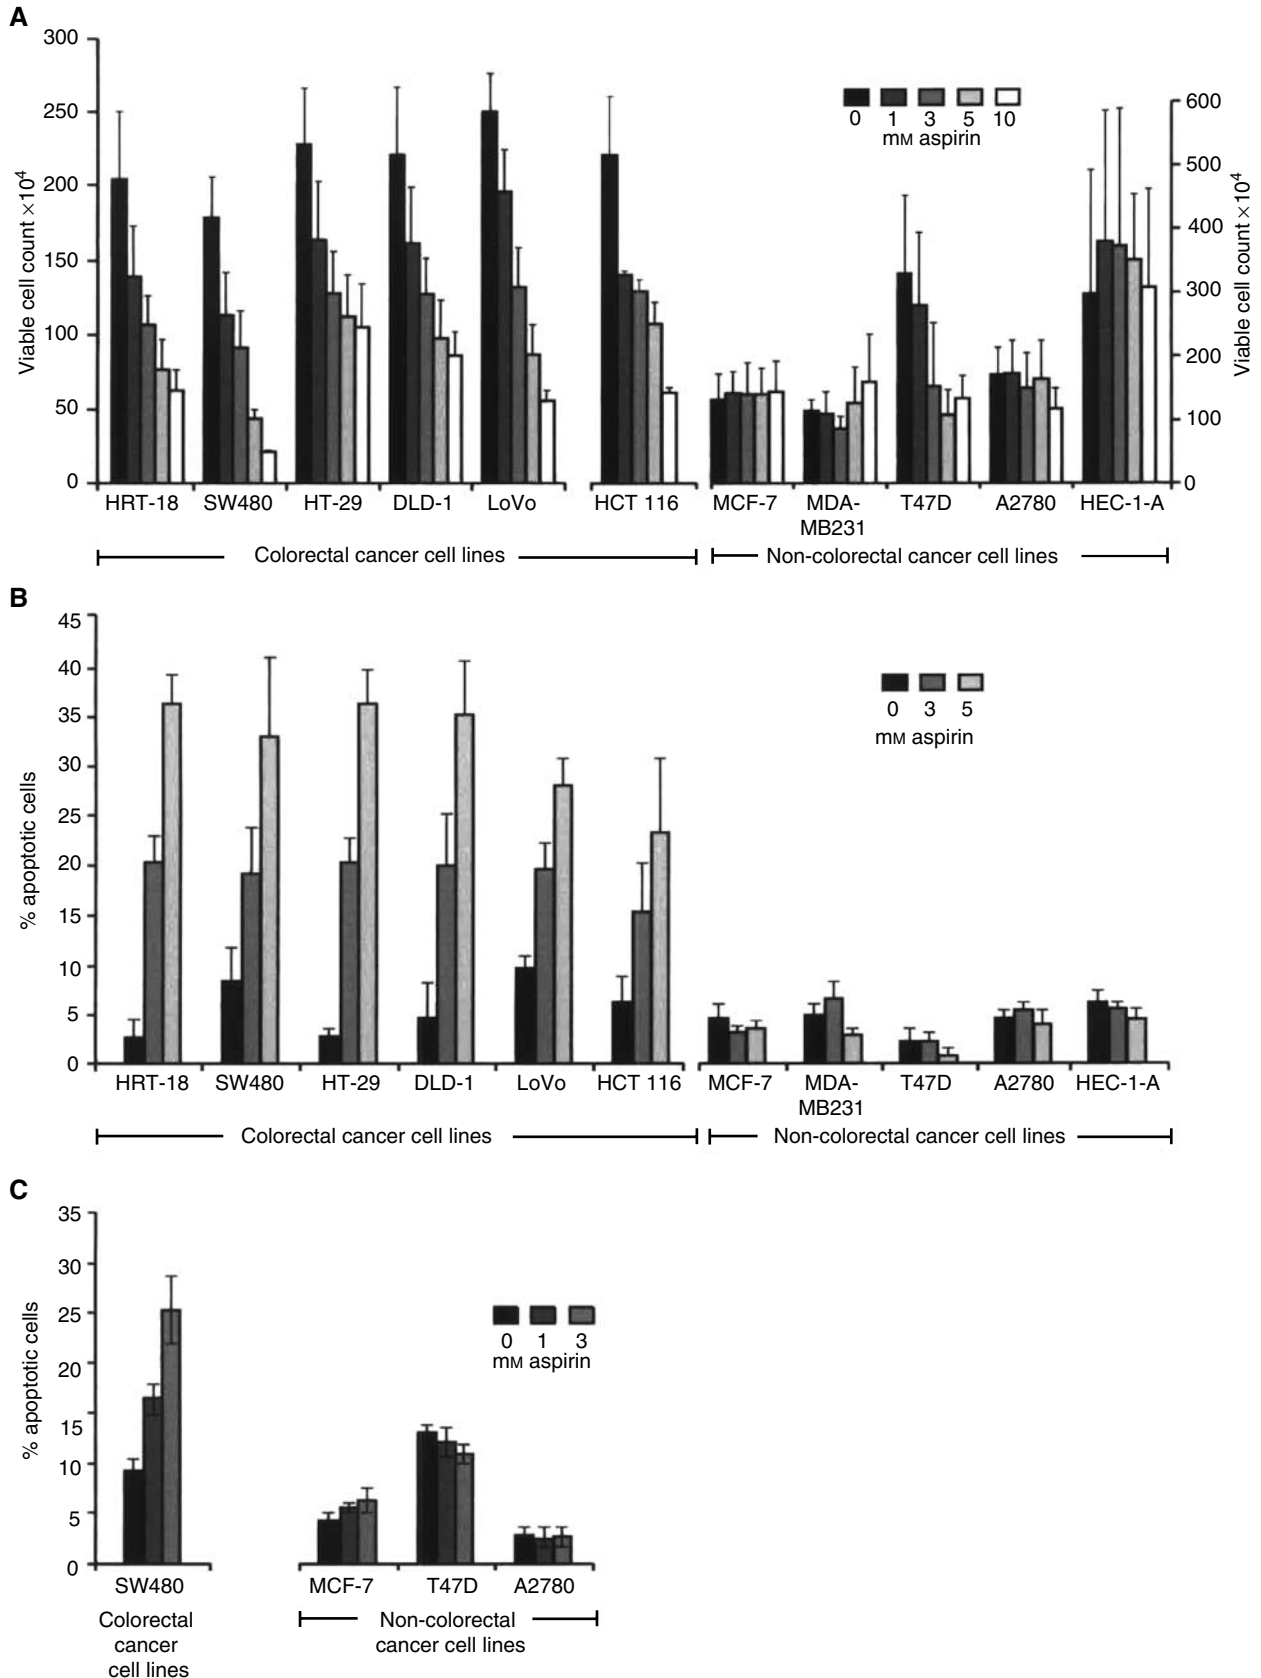 A
300
250
200
150
100
50
0
Viable cell count ×10⁴
0 1 3 5 10
mM aspirin
600
500
400
300
200
100
0
Viable cell count ×10⁴
HRT-18 SW480 HT-29 DLD-1 LoVo HCT 116 MCF-7 MDA- T47D A2780 HEC-1-A
MB231
Colorectal cancer cell lines Non-colorectal cancer cell lines
B
45
40
35
30
25
20
15
10
5
0
% apoptotic cells
0 3 5
mM aspirin
HRT-18 SW480 HT-29 DLD-1 LoVo HCT 116 MCF-7 MDA- T47D A2780 HEC-1-A
MB231
Colorectal cancer cell lines Non-colorectal cancer cell lines
C
35
30
25
20
15
10
5
0
% apoptotic cells
0 1 3
mM aspirin
SW480 MCF-7 T47D A2780
Colorectal
cancer
cell lines
Non-colorectal
cancer cell lines